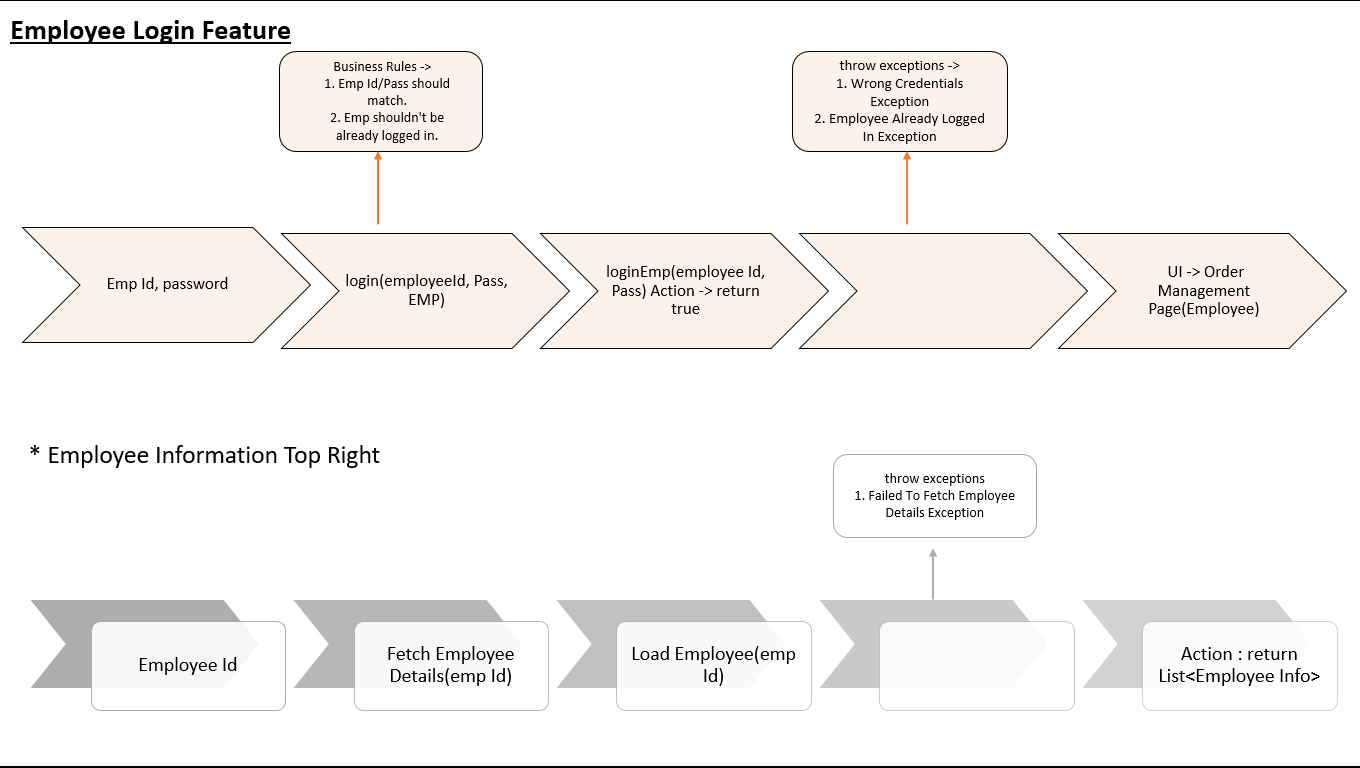 Employee Login Feature
Business Rules ->
1. Emp Id/Pass should
match.
2. Emp shouldn't be
already logged in.
throw exceptions ->
1. Wrong Credentials
Exception
2. Employee Already Logged
In Exception
Emp Id, password
login(employeeId, Pass,
EMP)
loginEmp(employee Id,
Pass) Action -> return
true
UI -> Order
Management
Page(Employee)
* Employee Information Top Right
throw exceptions
1. Failed To Fetch Employee
Details Exception
Employee Id
Fetch Employee
Details(emp Id)
Load Employee(emp
Id)
Action : return
List<Employee Info>